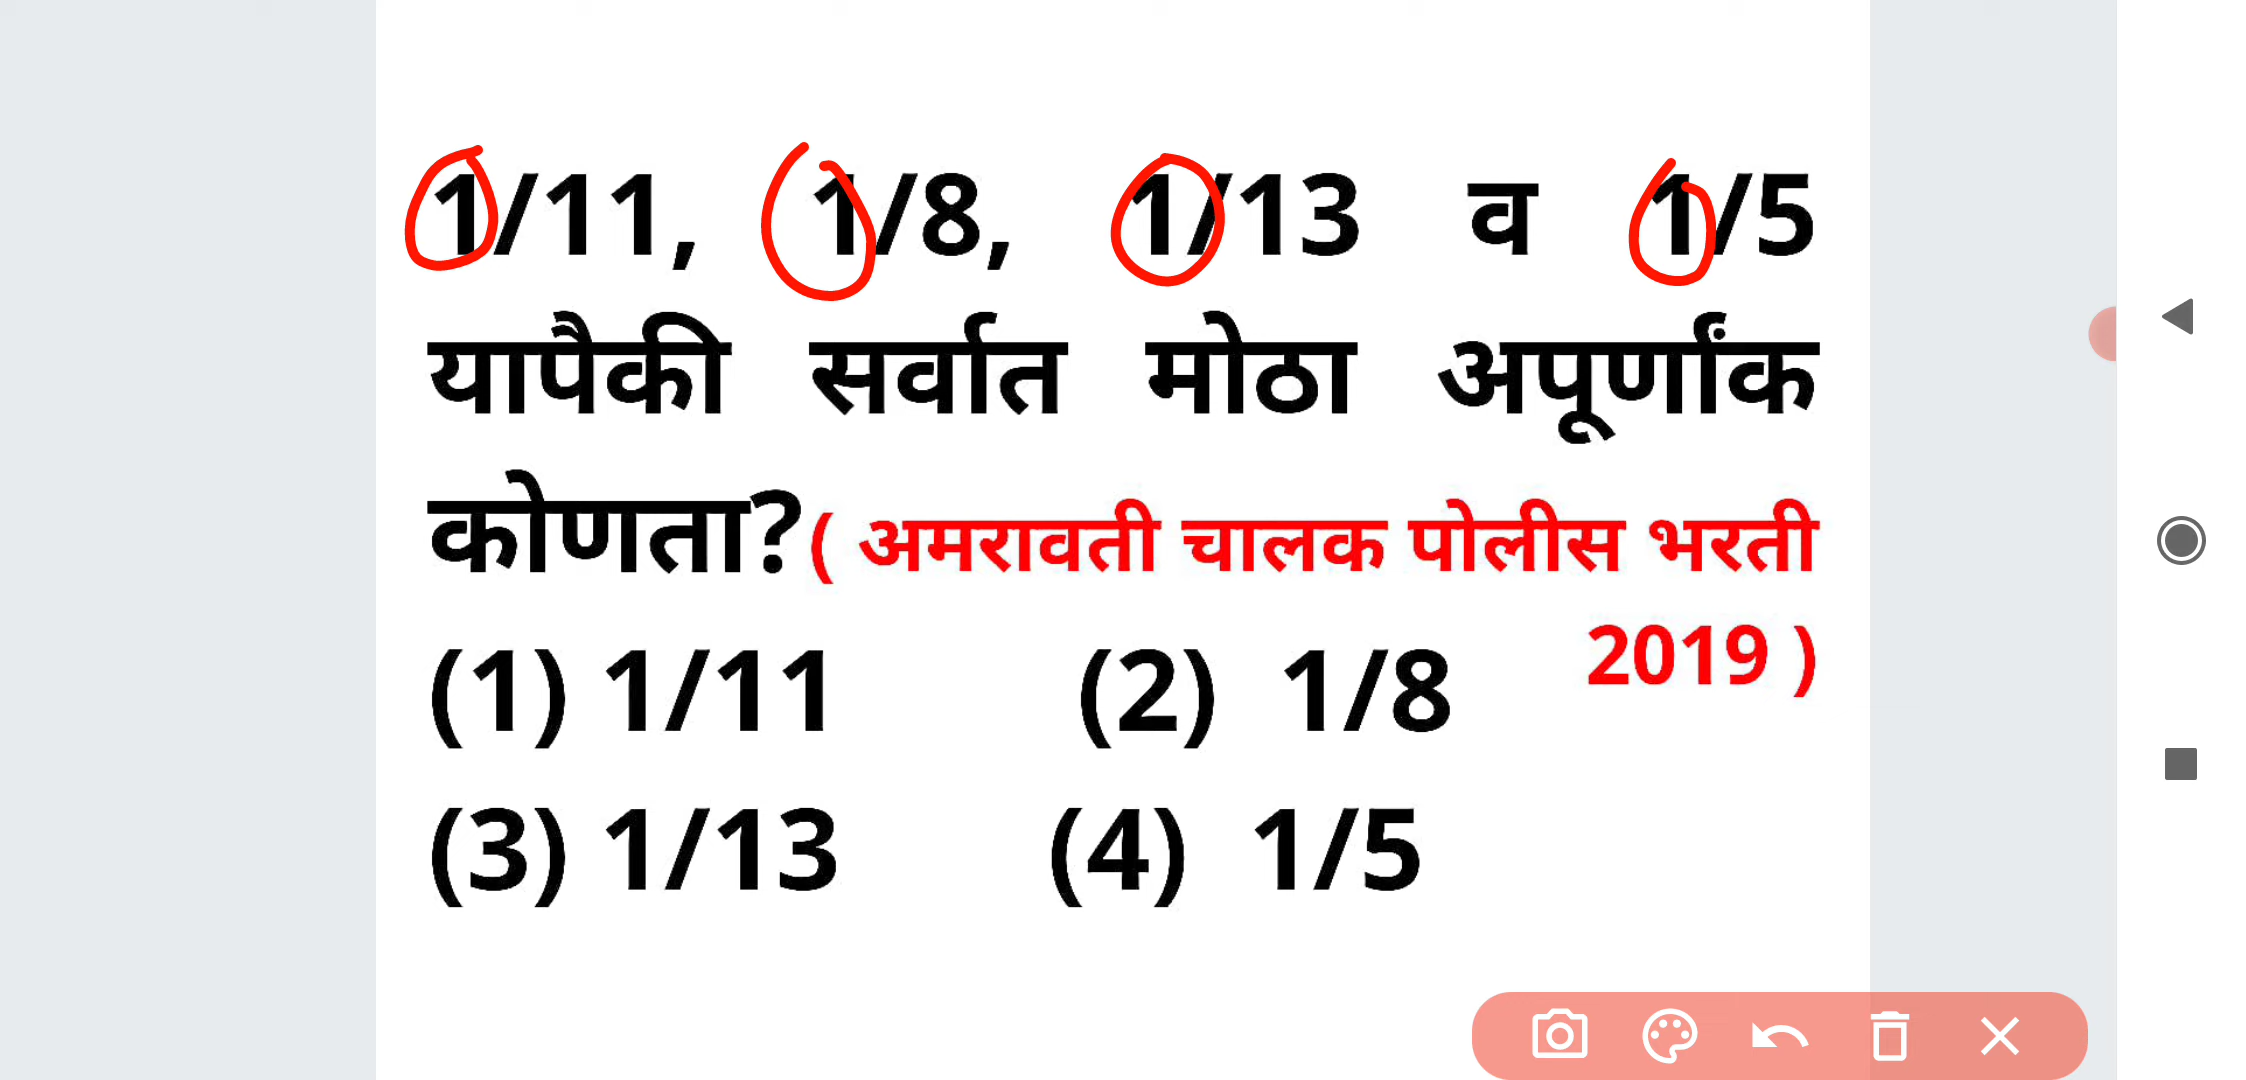 1/11, 1/8, 1/13 व 1/5
यापैकी सर्वात मोठा अपूर्णांक
कोणता? ( अमरावती चालक पोलीस भरती
2019 )
(1) 1/11 (2) 1/8
(3) 1/13 (4) 1/5